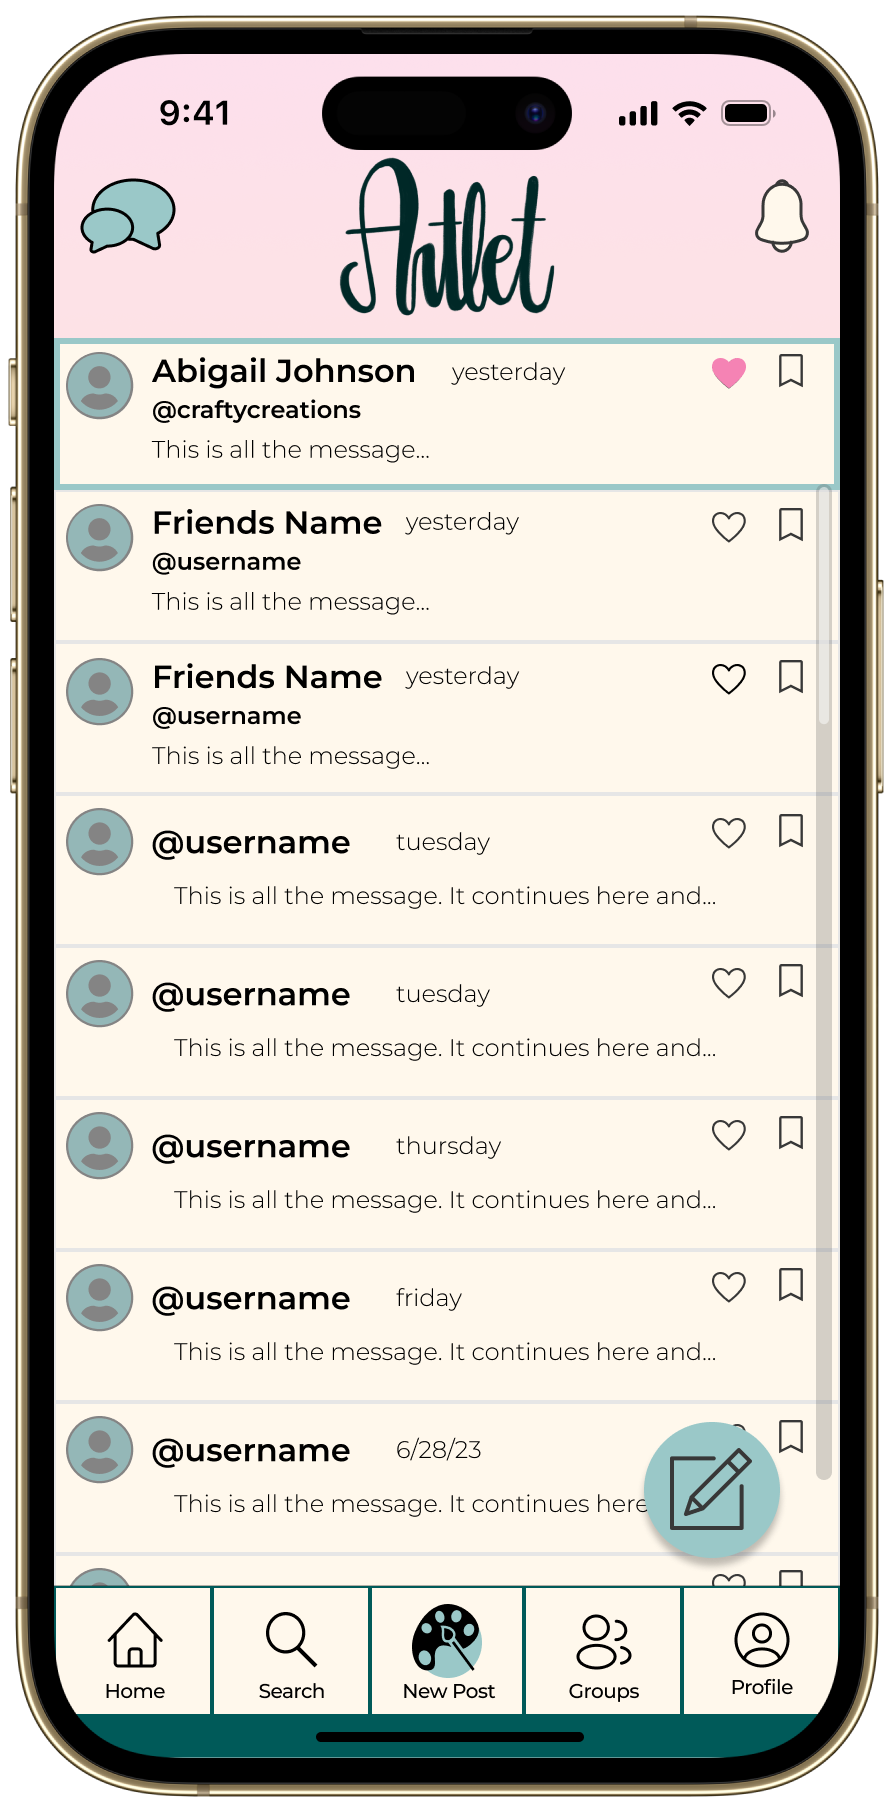 9:41
Artlet
Abigail Johnson yesterday
@craftycreations
This is all the message...
Friends Name yesterday
@username
This is all the message...
Friends Name yesterday
@username
This is all the message...
@username tuesday
This is all the message. It continues here and...
@username tuesday
This is all the message. It continues here and...
@username thursday
This is all the message. It continues here and...
@username friday
This is all the message. It continues here and...
@username 6/28/23
This is all the message. It continues here
Home Search New Post Groups Profile